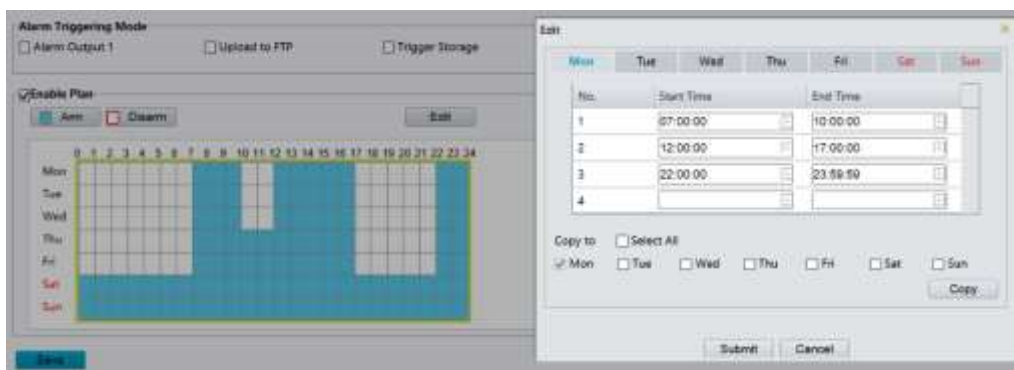 Alarm Triggering Mode
Alarm Output 1 Upload to FTP Trigger Storage
Enable Plan
Arm Disarm Edit
0 1 2 3 4 5 6 7 8 9 10 11 12 13 14 15 16 17 18 19 20 21 22 23 24
Mon
Tue
Wed
Thu
Fri
Sat
Sun
Save
Edit
Mon Tue Wed Thu Fri Sat Sun
No. Start Time End Time
1 07:00:00 10:00:00
2 12:00:00 17:00:00
3 22:00:00 23:59:59
4
Copy to Select All
Mon Tue Wed Thu Fri Sat Sun
Copy
Submit Cancel